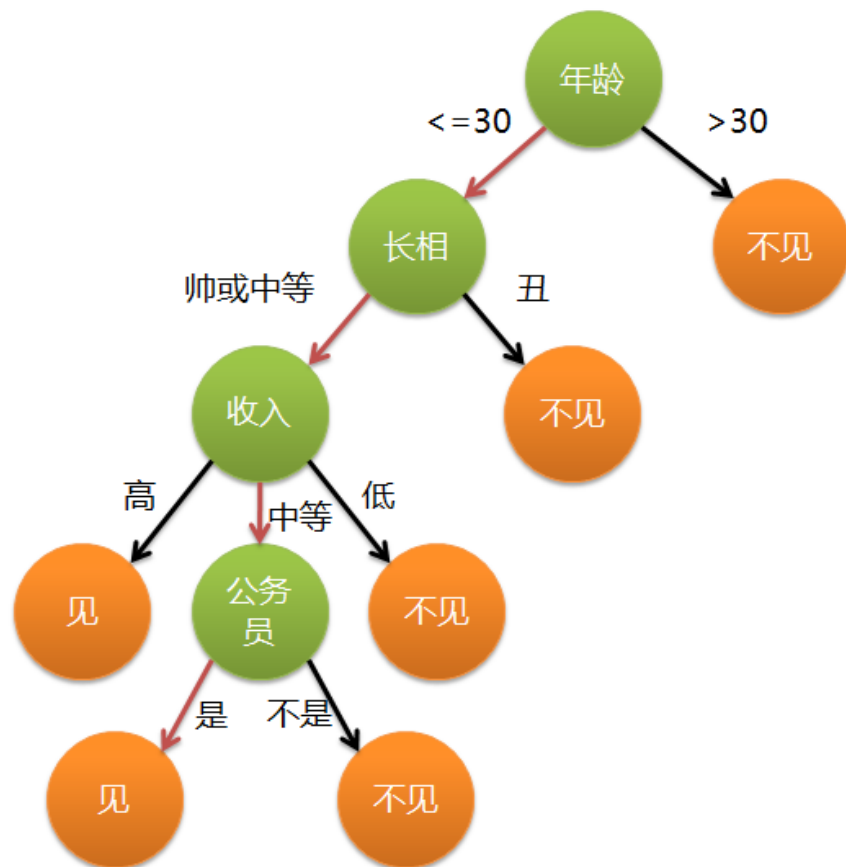 年龄
<=30
>30
长相
不见
帅或中等
丑
收入
不见
高
中等
低
见
公务
员
不见
是
不是
见
不见